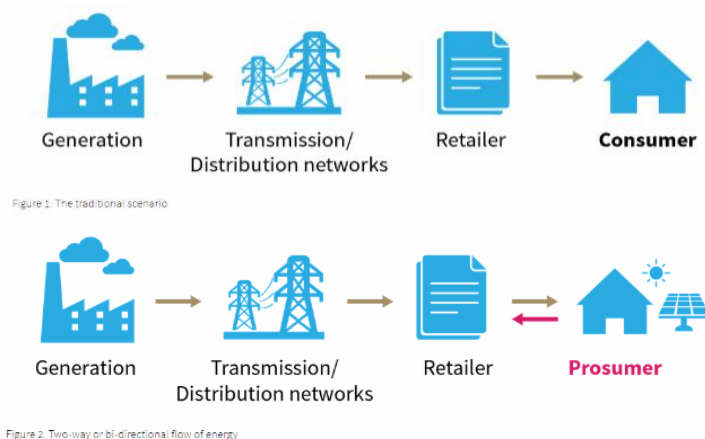 Generation
Transmission/
Distribution networks
Retailer
Consumer
Figure 1. The traditional scenario
Generation
Transmission/
Distribution networks
Retailer
Prosumer
Figure 2. Two-way or bi-directional flow of energy